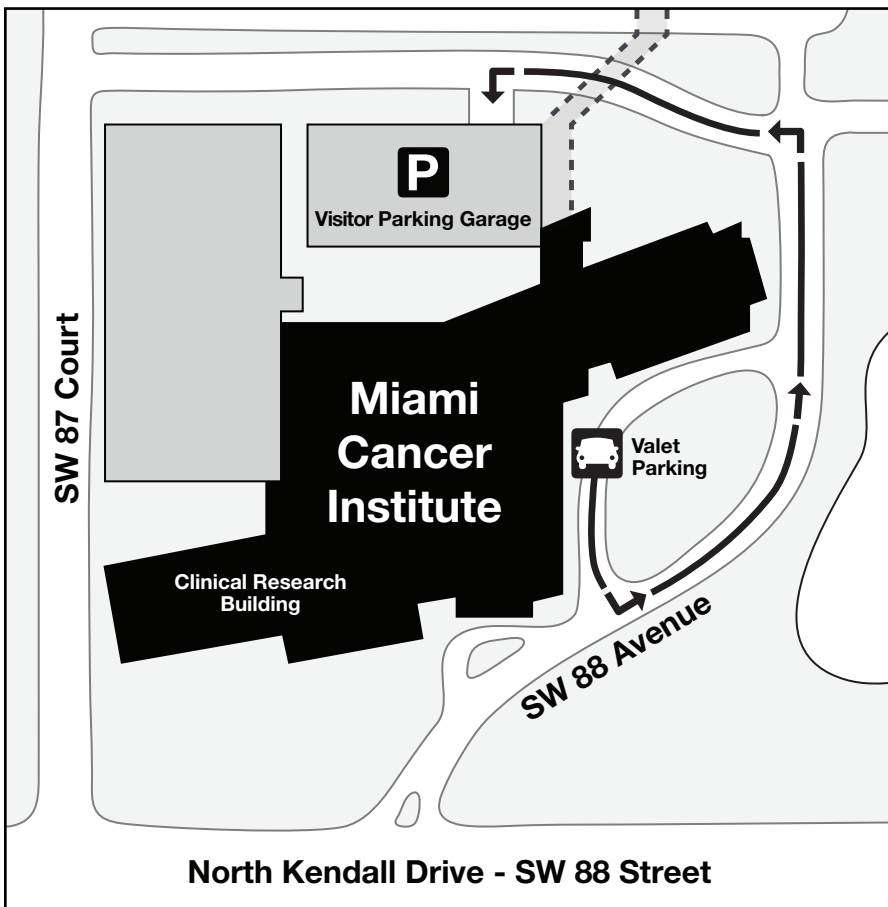 P
Visitor Parking Garage
SW 87 Court
Miami
Cancer
Institute
Valet
Parking
Clinical Research
Building
SW 88 Avenue
North Kendall Drive - SW 88 Street